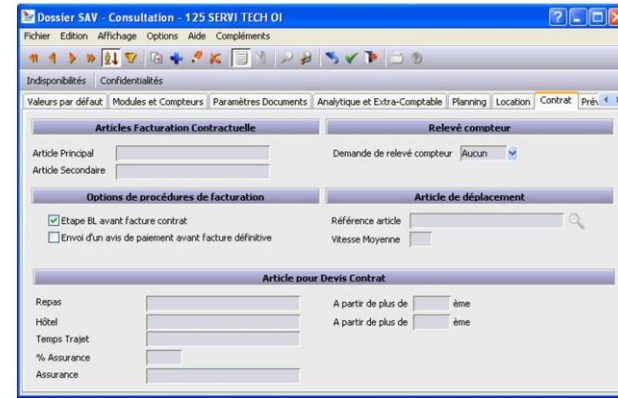 Dossier SAV - Consultation - 125 SERVI TECH OI
Fichier Edition Affichage Options Aide Compléments
Indisponibilités Confidentialités
Valeurs par défaut Modules et Compteurs Paramètres Documents Analytique et Extra-Comptable Planning Location Contrat Prév
Articles Facturation Contractuelle Relevé compteur
Article Principal Demande de relevé compteur Aucun
Article Secondaire
Options de procédures de facturation Article de déplacement
Etape BL avant facture contrat Référence article
Envoi d'un avis de paiement avant facture définitive Vitesse Moyenne
Article pour Devis Contrat
Repas A partir de plus de ème
Hôtel A partir de plus de ème
Temps Trajet
% Assurance
Assurance